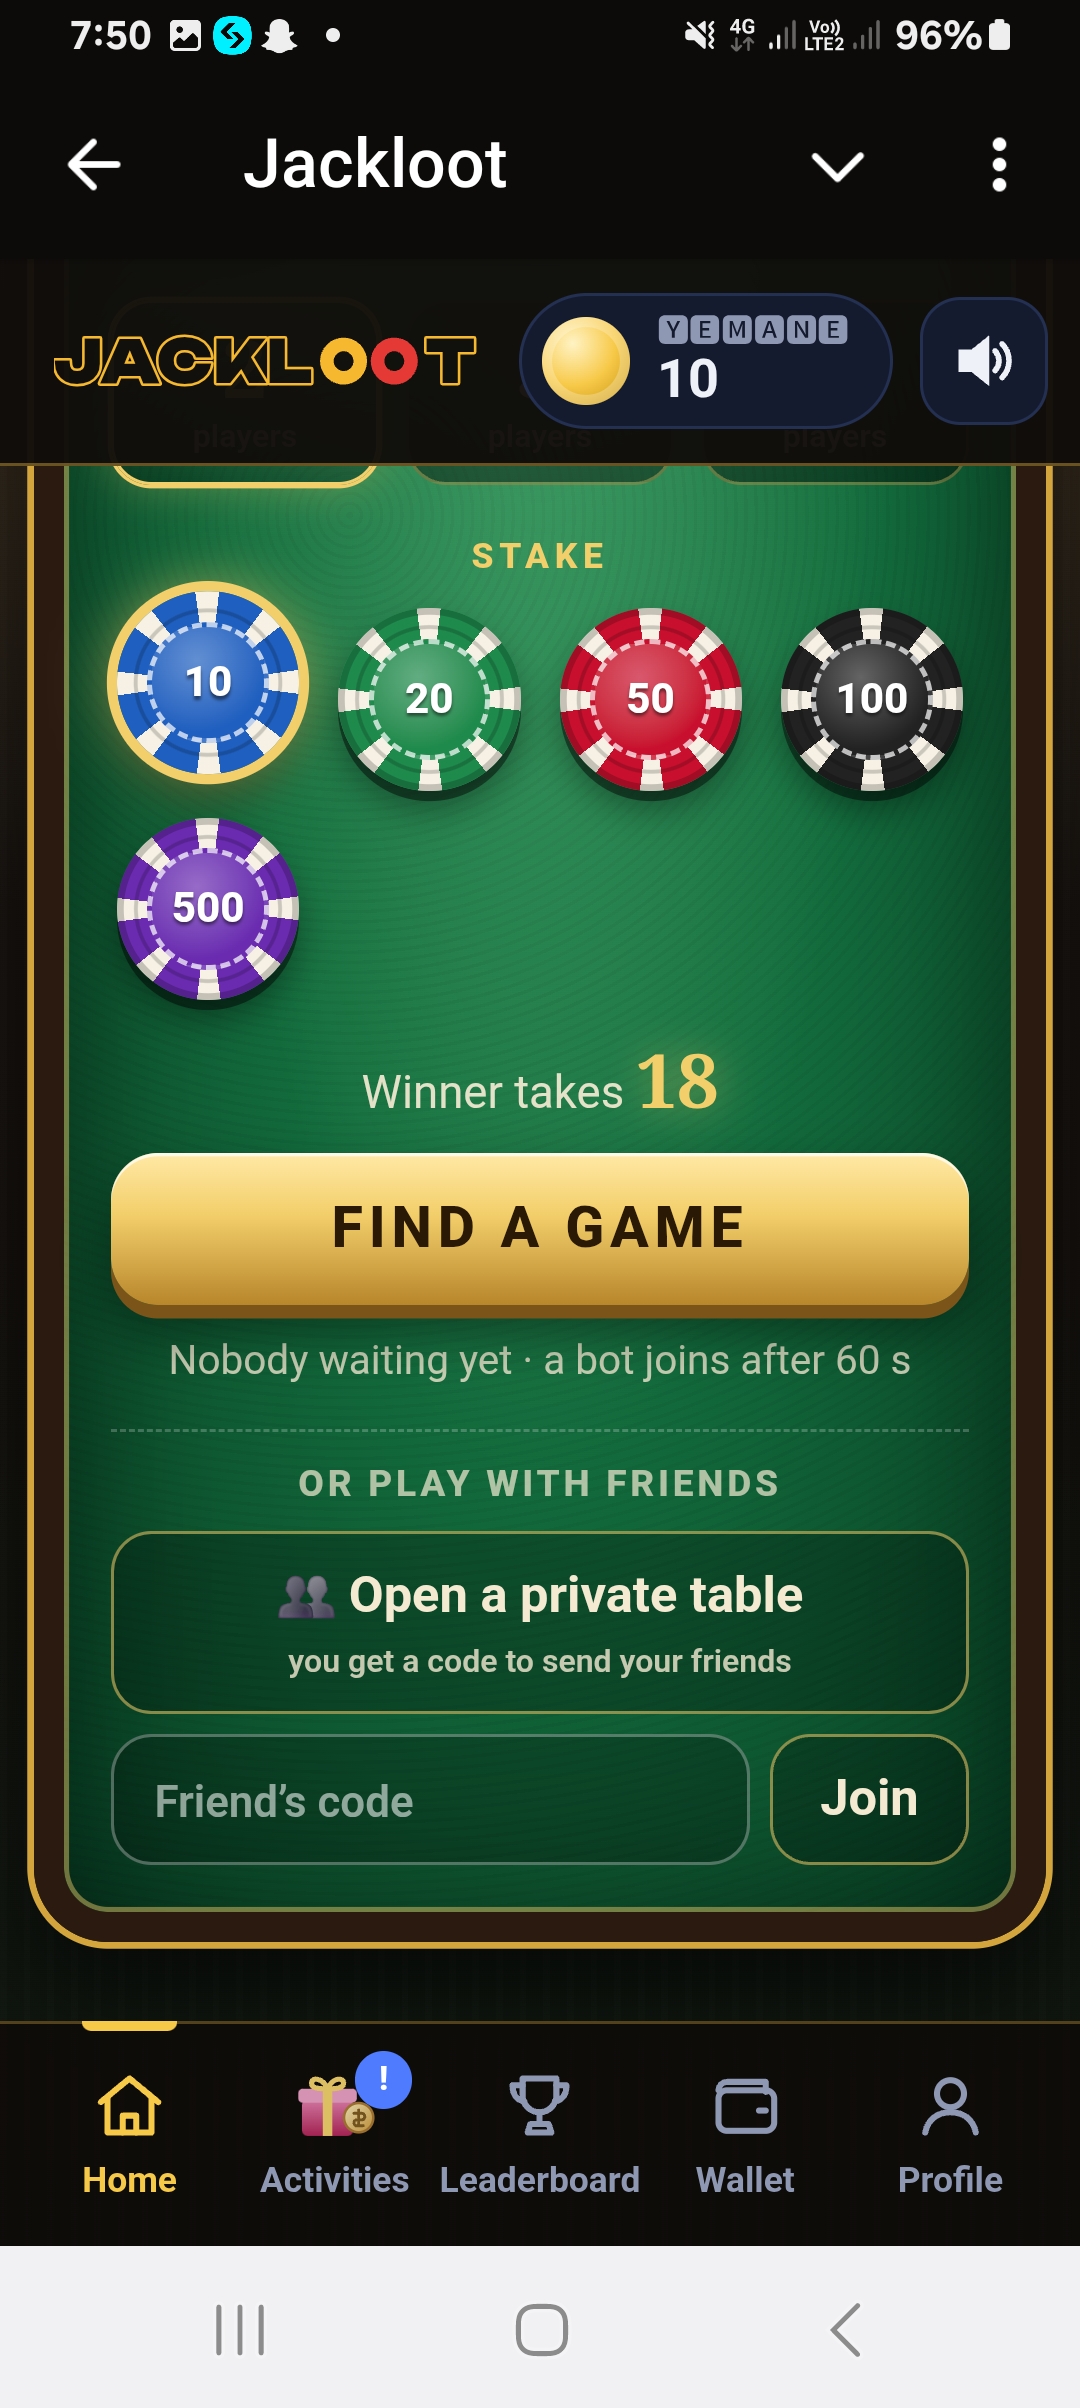 7:50
4G
Vo))
LTE2
96%
Jackloot
JACKLOOT
YEMANE
10
players players players
STAKE
10 20 50 100
500
Winner takes 18
FIND A GAME
Nobody waiting yet · a bot joins after 60 s
OR PLAY WITH FRIENDS
Open a private table
you get a code to send your friends
Friend’s code
Join
!
Home Activities Leaderboard Wallet Profile